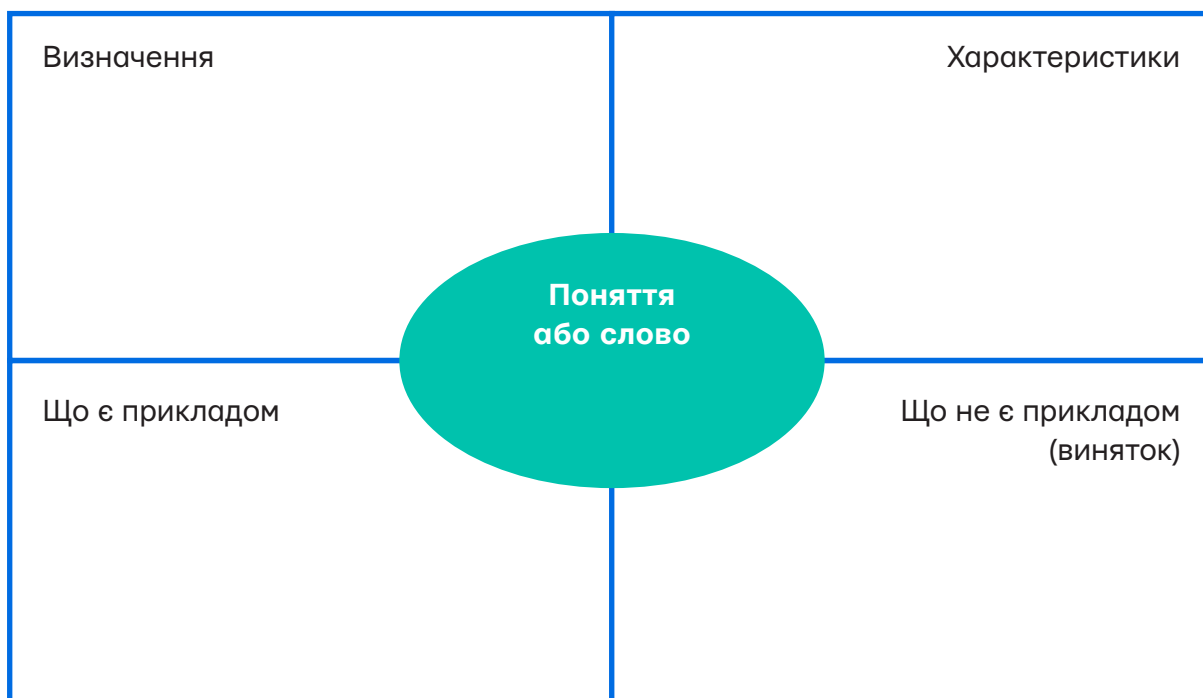 Визначення
Характеристики
Поняття
або слово
Що є прикладом
Що не є прикладом
(виняток)